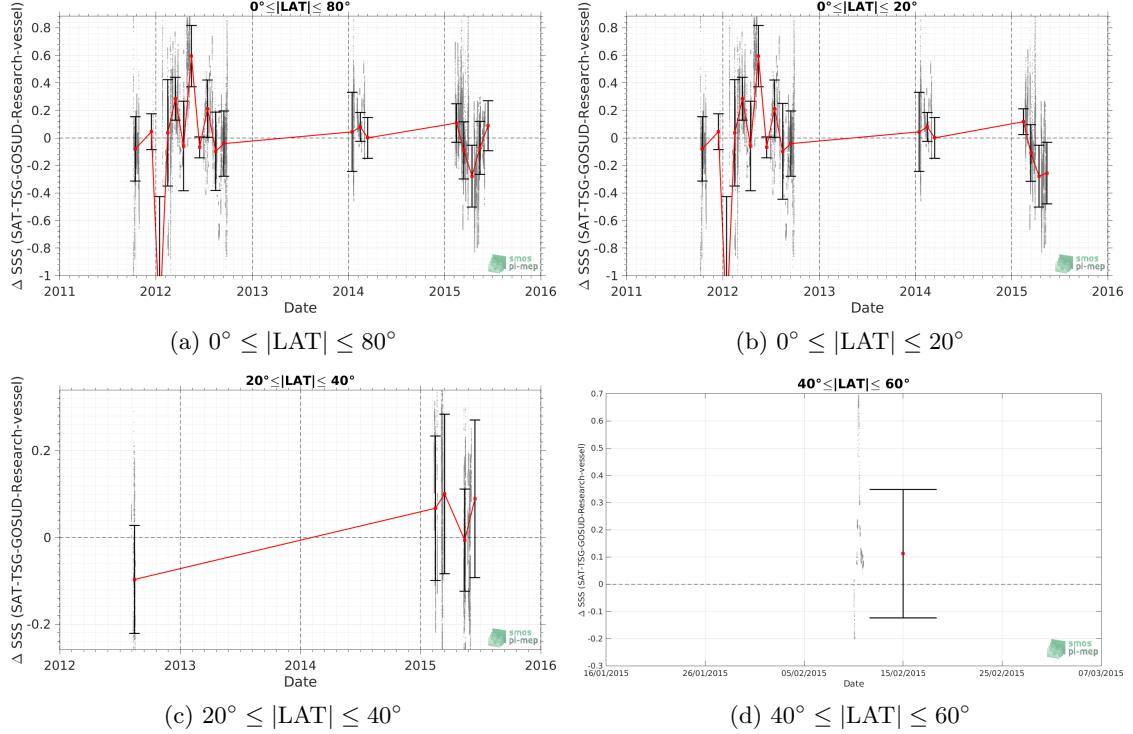 0°≤|LAT|≤ 80°
Δ SSS (SAT-TSG-GOSUD-Research-vessel)
0.8
0.6
0.4
0.2
0
-0.2
-0.4
-0.6
-0.8
-1
2011 2012 2013 2014 2015 2016
Date
smos
pi-mep
(a) 0° ≤ |LAT| ≤ 80°
0°≤|LAT|≤ 20°
Δ SSS (SAT-TSG-GOSUD-Research-vessel)
0.8
0.6
0.4
0.2
0
-0.2
-0.4
-0.6
-0.8
-1
2011 2012 2013 2014 2015 2016
Date
smos
pi-mep
(b) 0° ≤ |LAT| ≤ 20°
20°≤|LAT|≤ 40°
Δ SSS (SAT-TSG-GOSUD-Research-vessel)
0.2
0
-0.2
2012 2013 2014 2015 2016
Date
smos
pi-mep
(c) 20° ≤ |LAT| ≤ 40°
40°≤|LAT|≤ 60°
Δ SSS (SAT-TSG-GOSUD-Research-vessel)
0.7
0.6
0.5
0.4
0.3
0.2
0.1
0
-0.1
-0.2
-0.3
16/01/2015 26/01/2015 05/02/2015 15/02/2015 25/02/2015 07/03/2015
Date
smos
pi-mep
(d) 40° ≤ |LAT| ≤ 60°